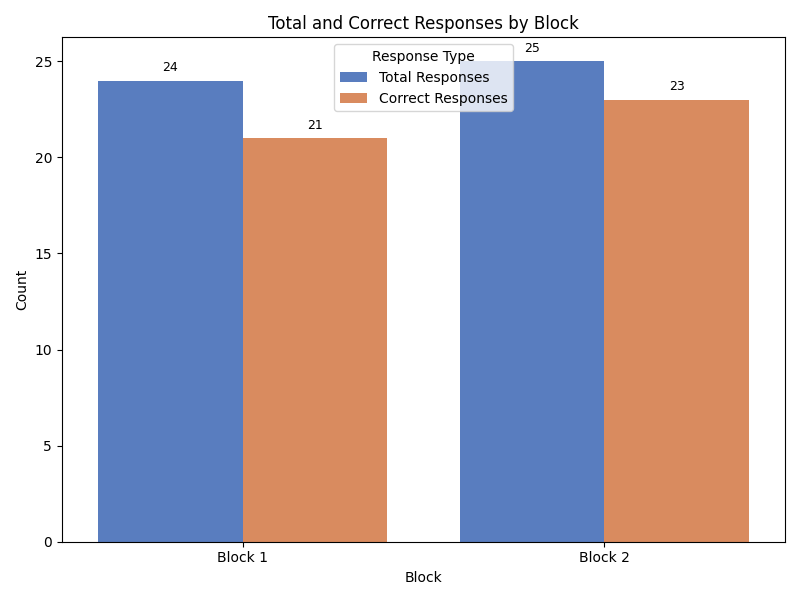 Total and Correct Responses by Block
Response Type
Total Responses
Correct Responses
24
21
25
23
25
20
15
10
5
0
Count
Block 1
Block 2
Block